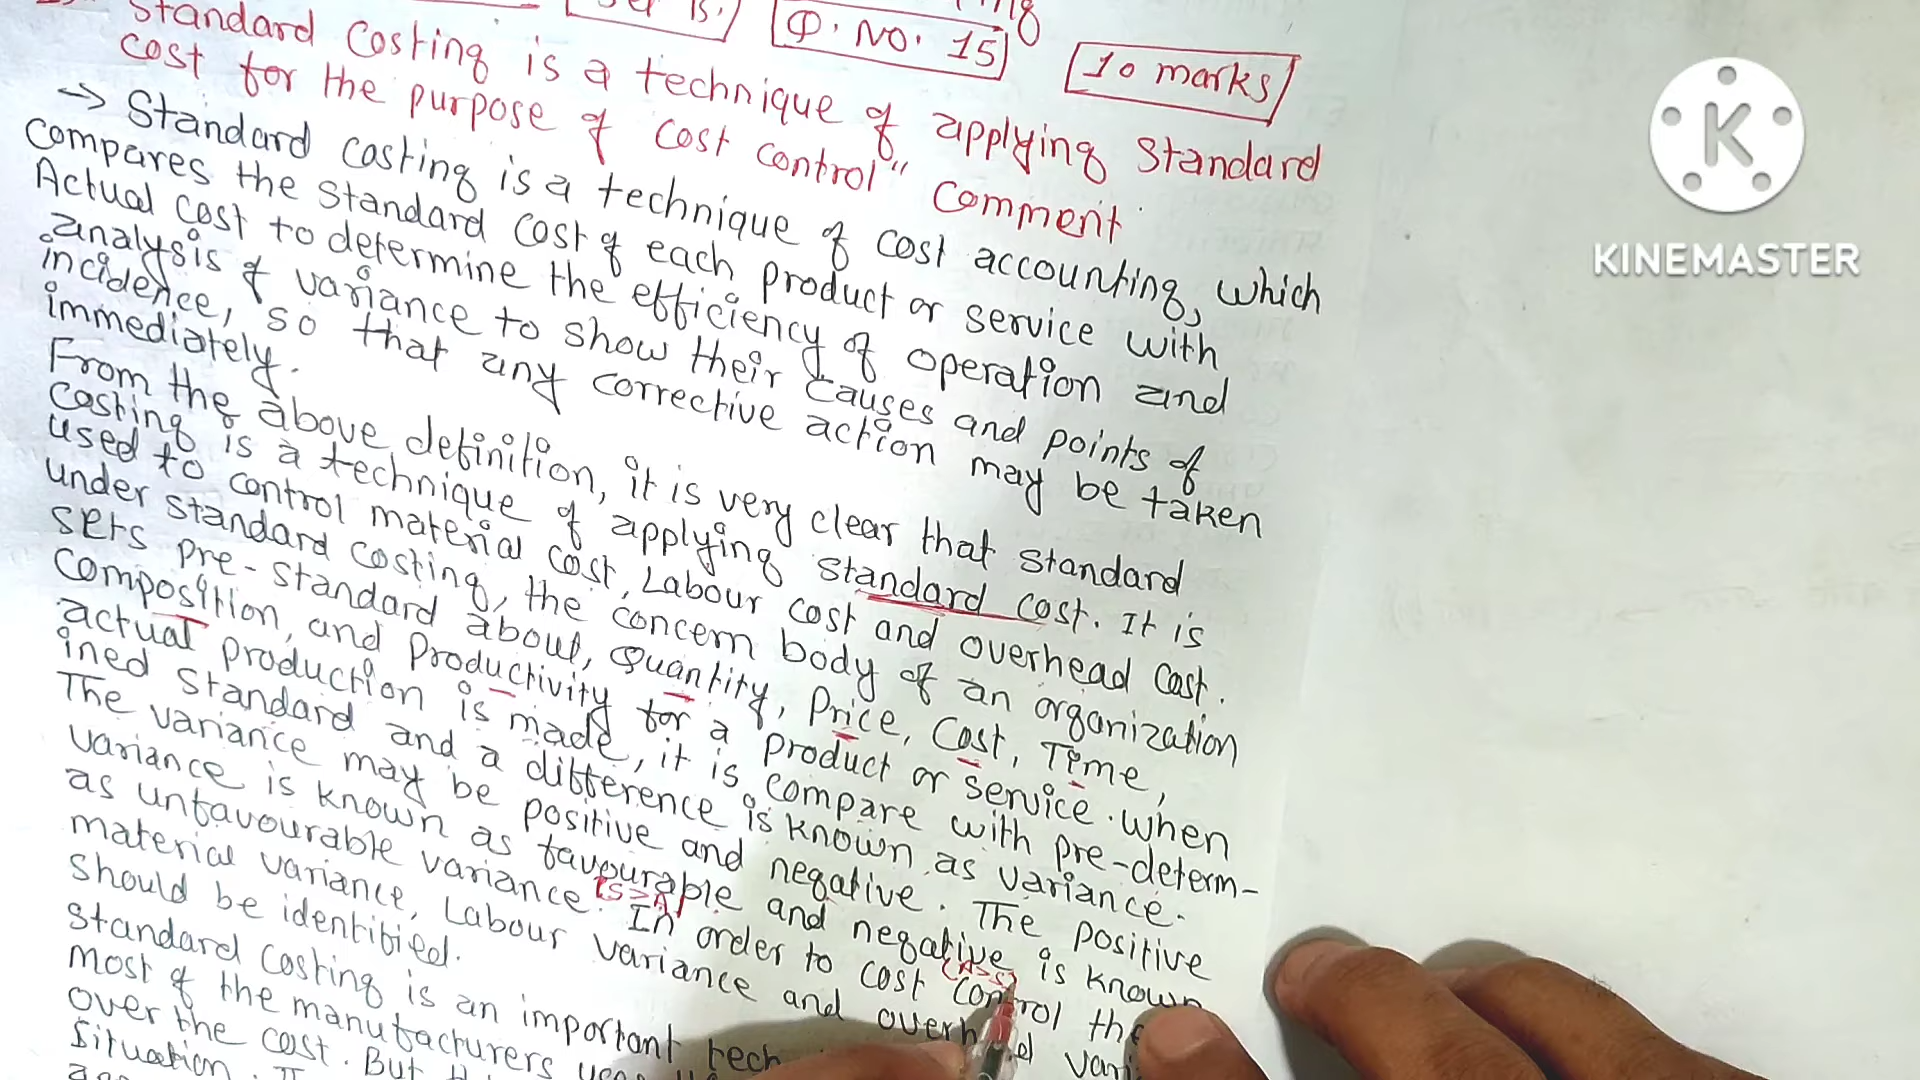 Q. NO. 15
10 marks
Standard Costing is a technique of applying Standard
cost for the purpose of cost control" Comment
→ Standard costing is a technique of cost accounting, which
compares the standard cost of each product or service with
Actual cost to determine the efficiency of operation and
analysis of variance to show their causes and points of
incidence, so that any corrective action may be taken
immediately.
From the above definition, it is very clear that standard
costing is a technique of applying standard cost. It is
used to control material cost, Labour cost and overhead cost.
under standard costing, the concern body of an organization
sets pre-standard about, Quantity, Price, Cost, Time,
Composition, and Productivity for a product or service. When
actual production is made, it is compare with pre-determ-
ined standard and a difference is known as variance.
The variance may be positive and negative. The positive
variance is known as favourable and negative is known
as unfavourable variance. In order to cost control the
(S>A)
(A>S)
material variance, Labour variance and overhead vari
should be identified.
Standard costing is an important tech
most of the manufacturers
over the cost. But
Situation.
KINEMASTER